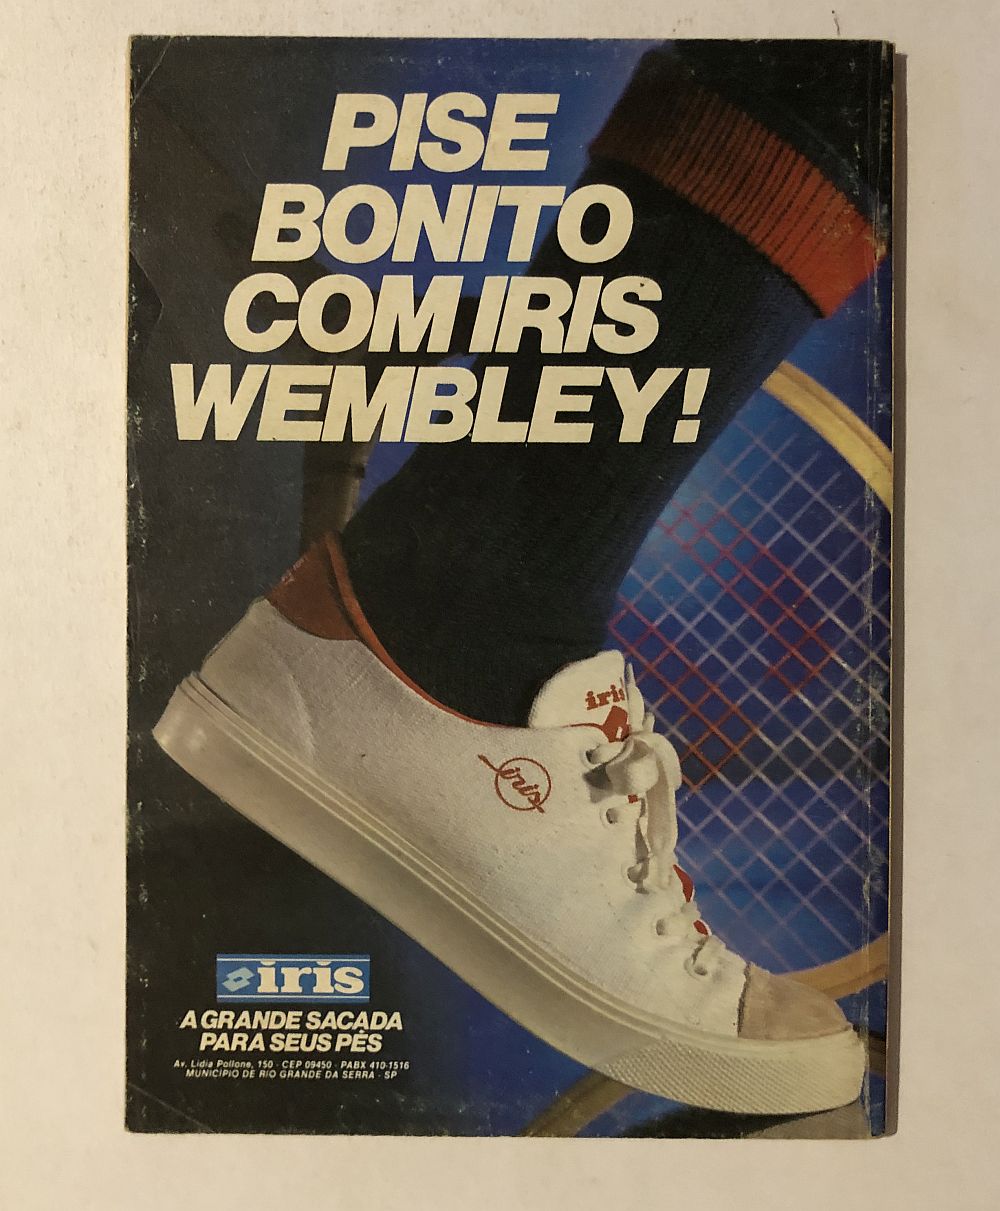 PISE
BONITO
COM IRIS
WEMBLEY!
iris
iris
iris
A GRANDE SACADA
PARA SEUS PÉS
Av. Lidia Pollone, 150 - CEP 09450 - PABX 410-1516
MUNICÍPIO DE RIO GRANDE DA SERRA - SP